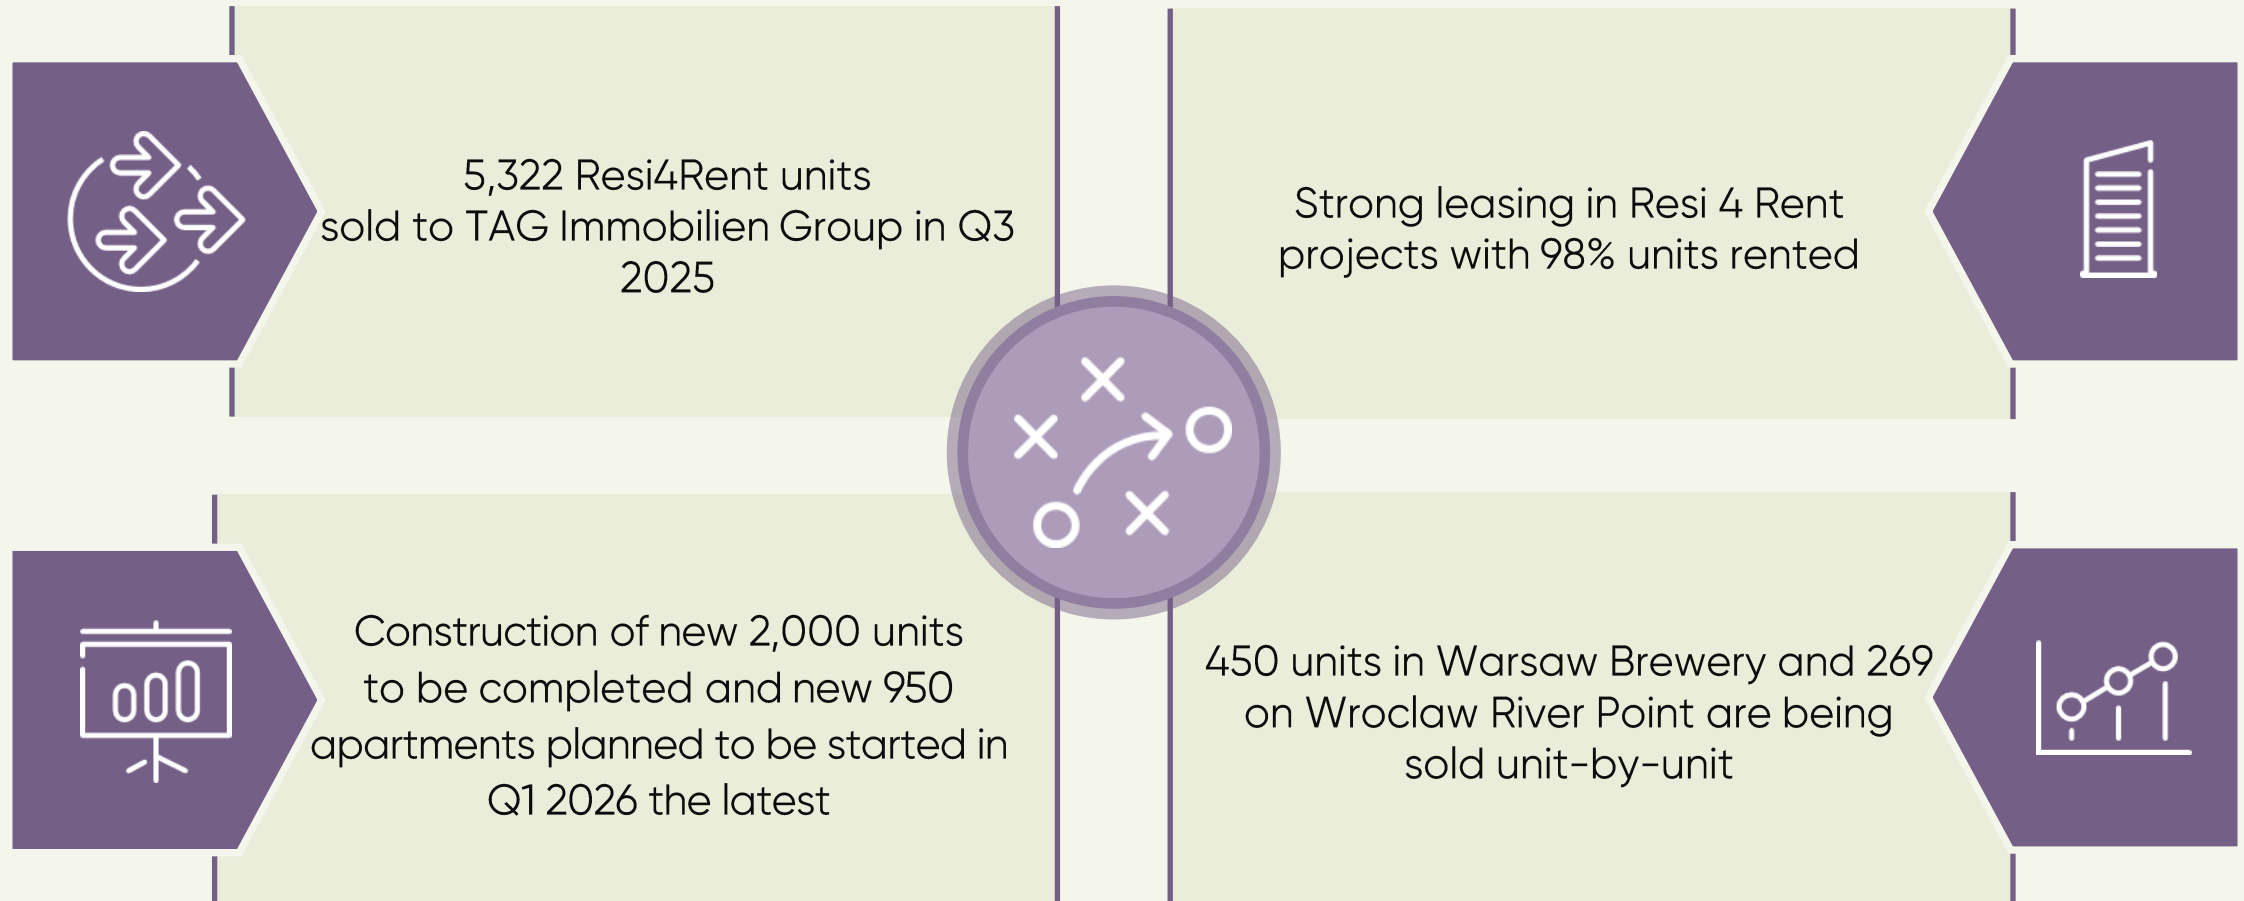 5,322 Resi4Rent units
sold to TAG Immobilien Group in Q3
2025
Strong leasing in Resi 4 Rent
projects with 98% units rented
Construction of new 2,000 units
to be completed and new 950
apartments planned to be started in
Q1 2026 the latest
450 units in Warsaw Brewery and 269
on Wroclaw River Point are being
sold unit-by-unit